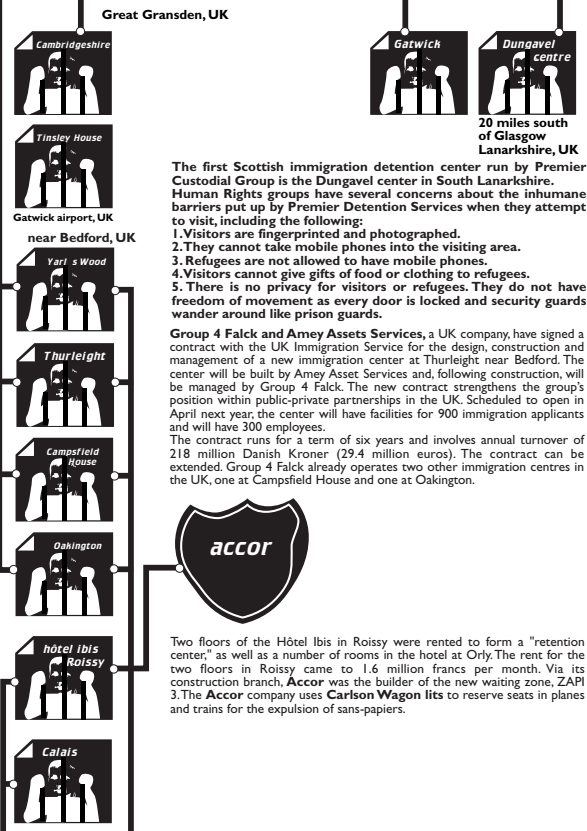 Great Gransden, UK
Cambridgeshire
Gatwick
Dungavel
centre
20 miles south
of Glasgow
Lanarkshire, UK
Tinsley House
Gatwick airport, UK
near Bedford, UK
Yarl s Wood
Thurleight
Campsfield
House
Oakington
hôtel ibis
Roissy
Calais
The first Scottish immigration detention center run by Premier
Custodial Group is the Dungavel center in South Lanarkshire.
Human Rights groups have several concerns about the inhumane
barriers put up by Premier Detention Services when they attempt
to visit, including the following:
1.Visitors are fingerprinted and photographed.
2.They cannot take mobile phones into the visiting area.
3. Refugees are not allowed to have mobile phones.
4.Visitors cannot give gifts of food or clothing to refugees.
5. There is no privacy for visitors or refugees. They do not have
freedom of movement as every door is locked and security guards
wander around like prison guards.
Group 4 Falck and Amey Assets Services, a UK company, have signed a
contract with the UK Immigration Service for the design, construction and
management of a new immigration center at Thurleight near Bedford. The
center will be built by Amey Asset Services and, following construction, will
be managed by Group 4 Falck. The new contract strengthens the group's
position within public-private partnerships in the UK. Scheduled to open in
April next year, the center will have facilities for 900 immigration applicants
and will have 300 employees.
The contract runs for a term of six years and involves annual turnover of
218 million Danish Kroner (29.4 million euros). The contract can be
extended. Group 4 Falck already operates two other immigration centres in
the UK, one at Campsfield House and one at Oakington.
accor
Two floors of the Hôtel Ibis in Roissy were rented to form a "retention
center," as well as a number of rooms in the hotel at Orly. The rent for the
two floors in Roissy came to 1.6 million francs per month. Via its
construction branch, Accor was the builder of the new waiting zone, ZAPI
3.The Accor company uses Carlson Wagon lits to reserve seats in planes
and trains for the expulsion of sans-papiers.